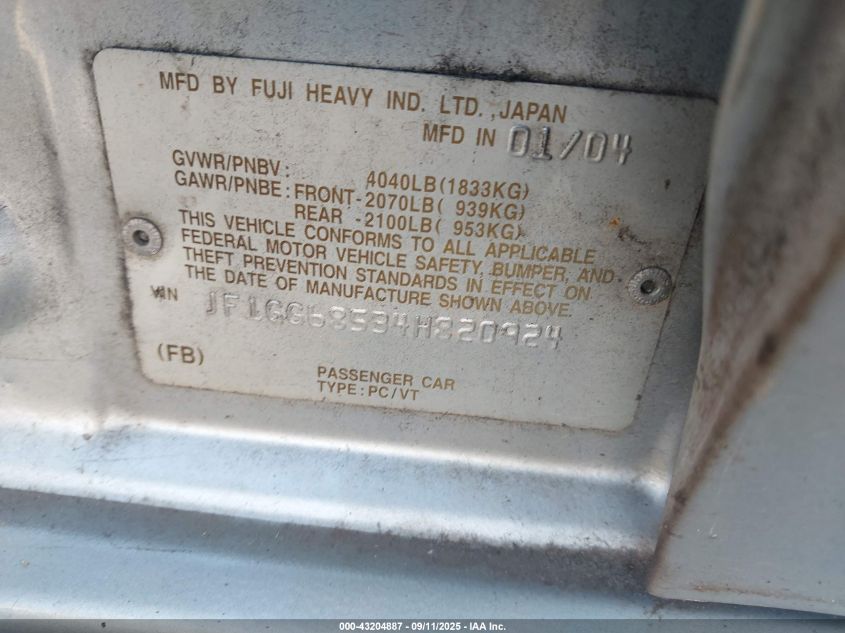 MFD BY FUJI HEAVY IND. LTD.,JAPAN
MFD IN 01/04
GVWR/PNBV: 4040LB(1833KG)
GAWR/PNBE: FRONT-2070LB( 939KG)
REAR -2100LB( 953KG)
THIS VEHICLE CONFORMS TO ALL APPLICABLE
FEDERAL MOTOR VEHICLE SAFETY, BUMPER, AND
THEFT PREVENTION STANDARDS IN EFFECT ON
THE DATE OF MANUFACTURE SHOWN ABOVE.
VIN JF1GG68534H820924
(FB)
PASSENGER CAR
TYPE:PC/VT
000-43204887 - 09/11/2025 - IAA Inc.